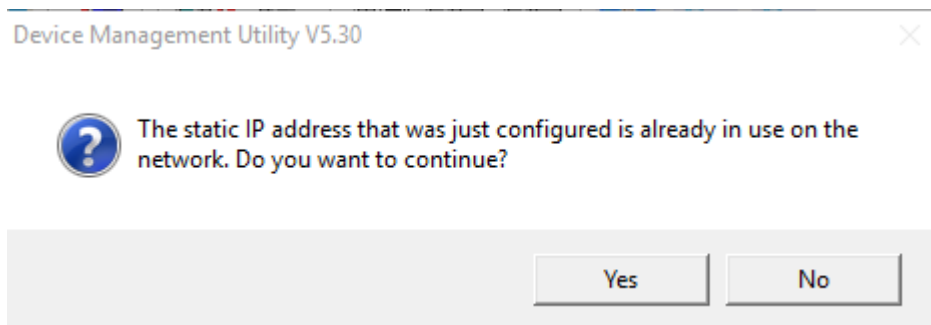 Device Management Utility V5.30
The static IP address that was just configured is already in use on the
network. Do you want to continue?
Yes
No